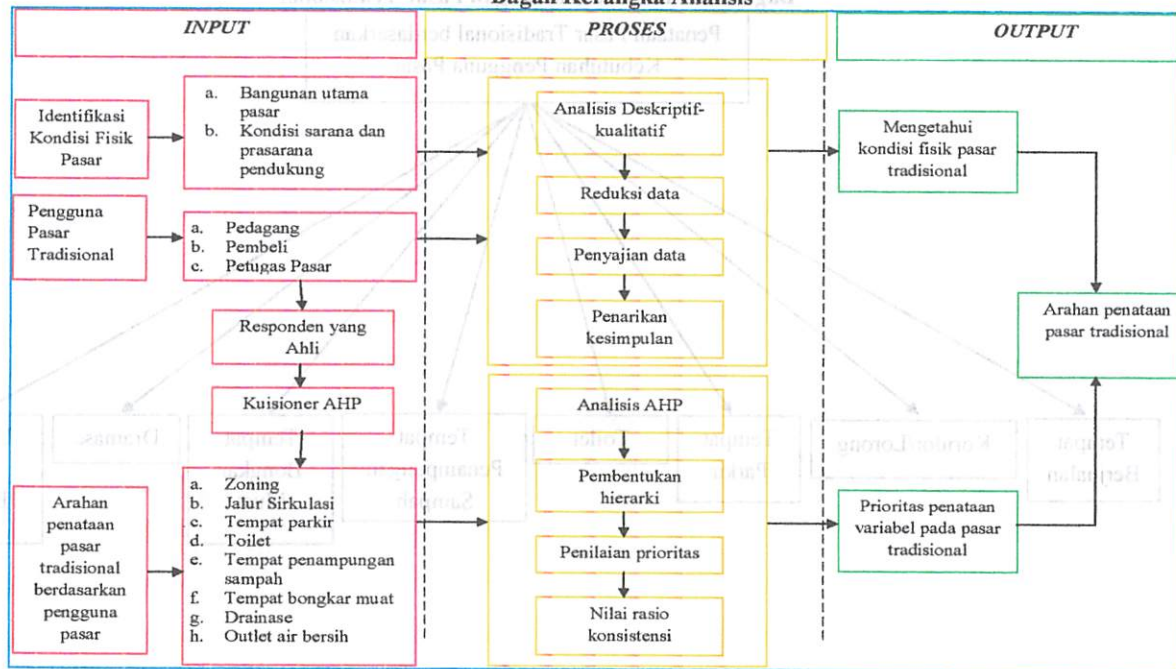 Bagan Kerangka Analisis
INPUT
PROSES
OUTPUT
Identifikasi
Kondisi Fisik
Pasar
a. Bangunan utama
pasar
b. Kondisi sarana dan
prasarana
pendukung
Pengguna
Pasar
Tradisional
a. Pedagang
b. Pembeli
c. Petugas Pasar
Responden yang
Ahli
Kuisioner AHP
Arahan
penataan
pasar
tradisional
berdasarkan
pengguna
pasar
a. Zoning
b. Jalur Sirkulasi
c. Tempat parkir
d. Toilet
e. Tempat penampungan
sampah
f. Tempat bongkar muat
g. Drainase
h. Outlet air bersih
Analisis Deskriptif-
kualitatif
Reduksi data
Penyajian data
Penarikan
kesimpulan
Analisis AHP
Pembentukan
hierarki
Penilaian prioritas
Nilai rasio
konsistensi
Mengetahui
kondisi fisik pasar
tradisional
Arahan penataan
pasar tradisional
Prioritas penataan
variabel pada pasar
tradisional